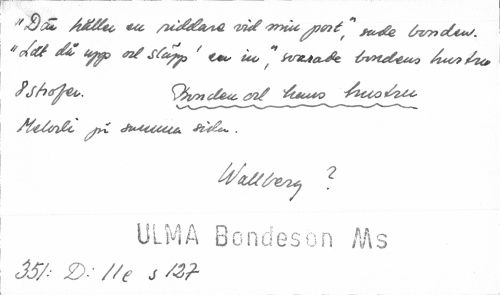 "Där håller en riddare vid min port", sade bonden.
"Låt då upp och släpp' en in", svarade bondens hustru
8 strofer. Bonden och hans hustru
Melodi på samma sida.
Wallberg ?
ULMA Bondeson Ms
351: D: 11e s 127